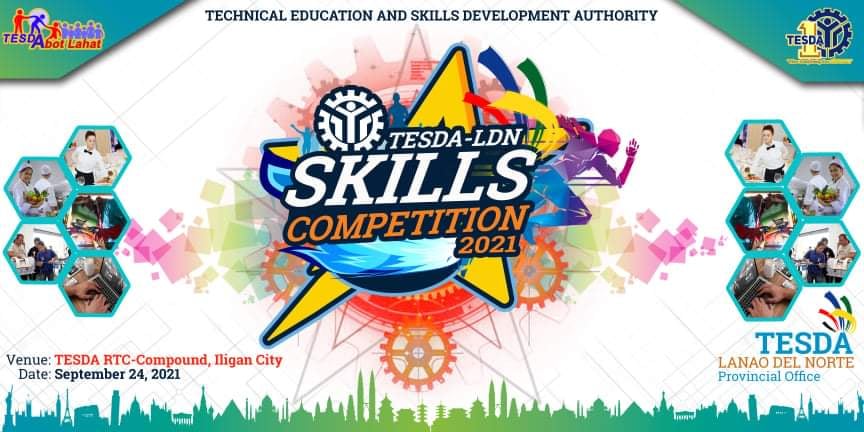 TECHNICAL EDUCATION AND SKILLS DEVELOPMENT AUTHORITY
TESDA
Abot Lahat
TESDA
TESDA-LDN
SKILLS
COMPETITION
2021
Venue: TESDA RTC-Compound, Iligan City
Date: September 24, 2021
TESDA
LANAO DEL NORTE
Provincial Office